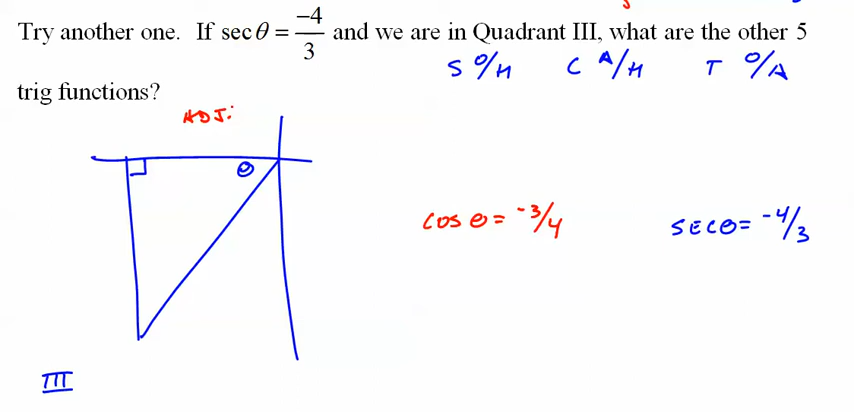 Try another one. If sec θ = -4/3 and we are in Quadrant III, what are the other 5
S O/H C A/H T O/A
trig functions?
ADJ.
θ
cos θ = -3/4 SEC θ = -4/3
III